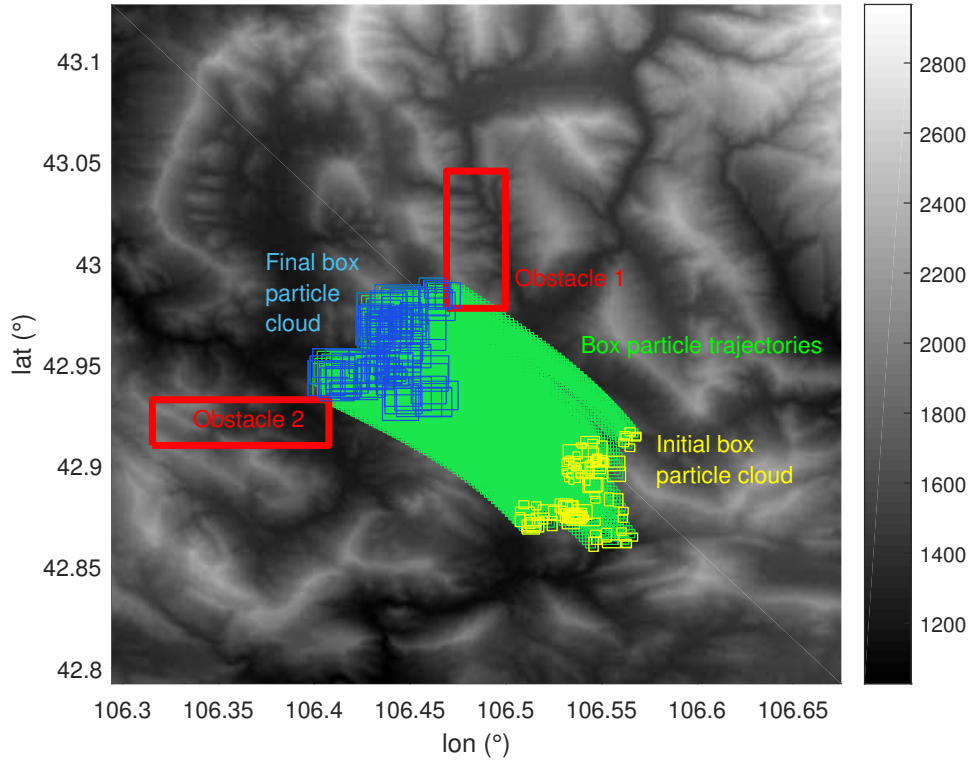 43.1
43.05
43
42.95
42.9
42.85
42.8
lat (°)
106.3
106.35
106.4
106.45
106.5
106.55
106.6
106.65
lon (°)
Final box
particle
cloud
Obstacle 1
Box particle trajectories
Obstacle 2
Initial box
particle cloud
2800
2600
2400
2200
2000
1800
1600
1400
1200